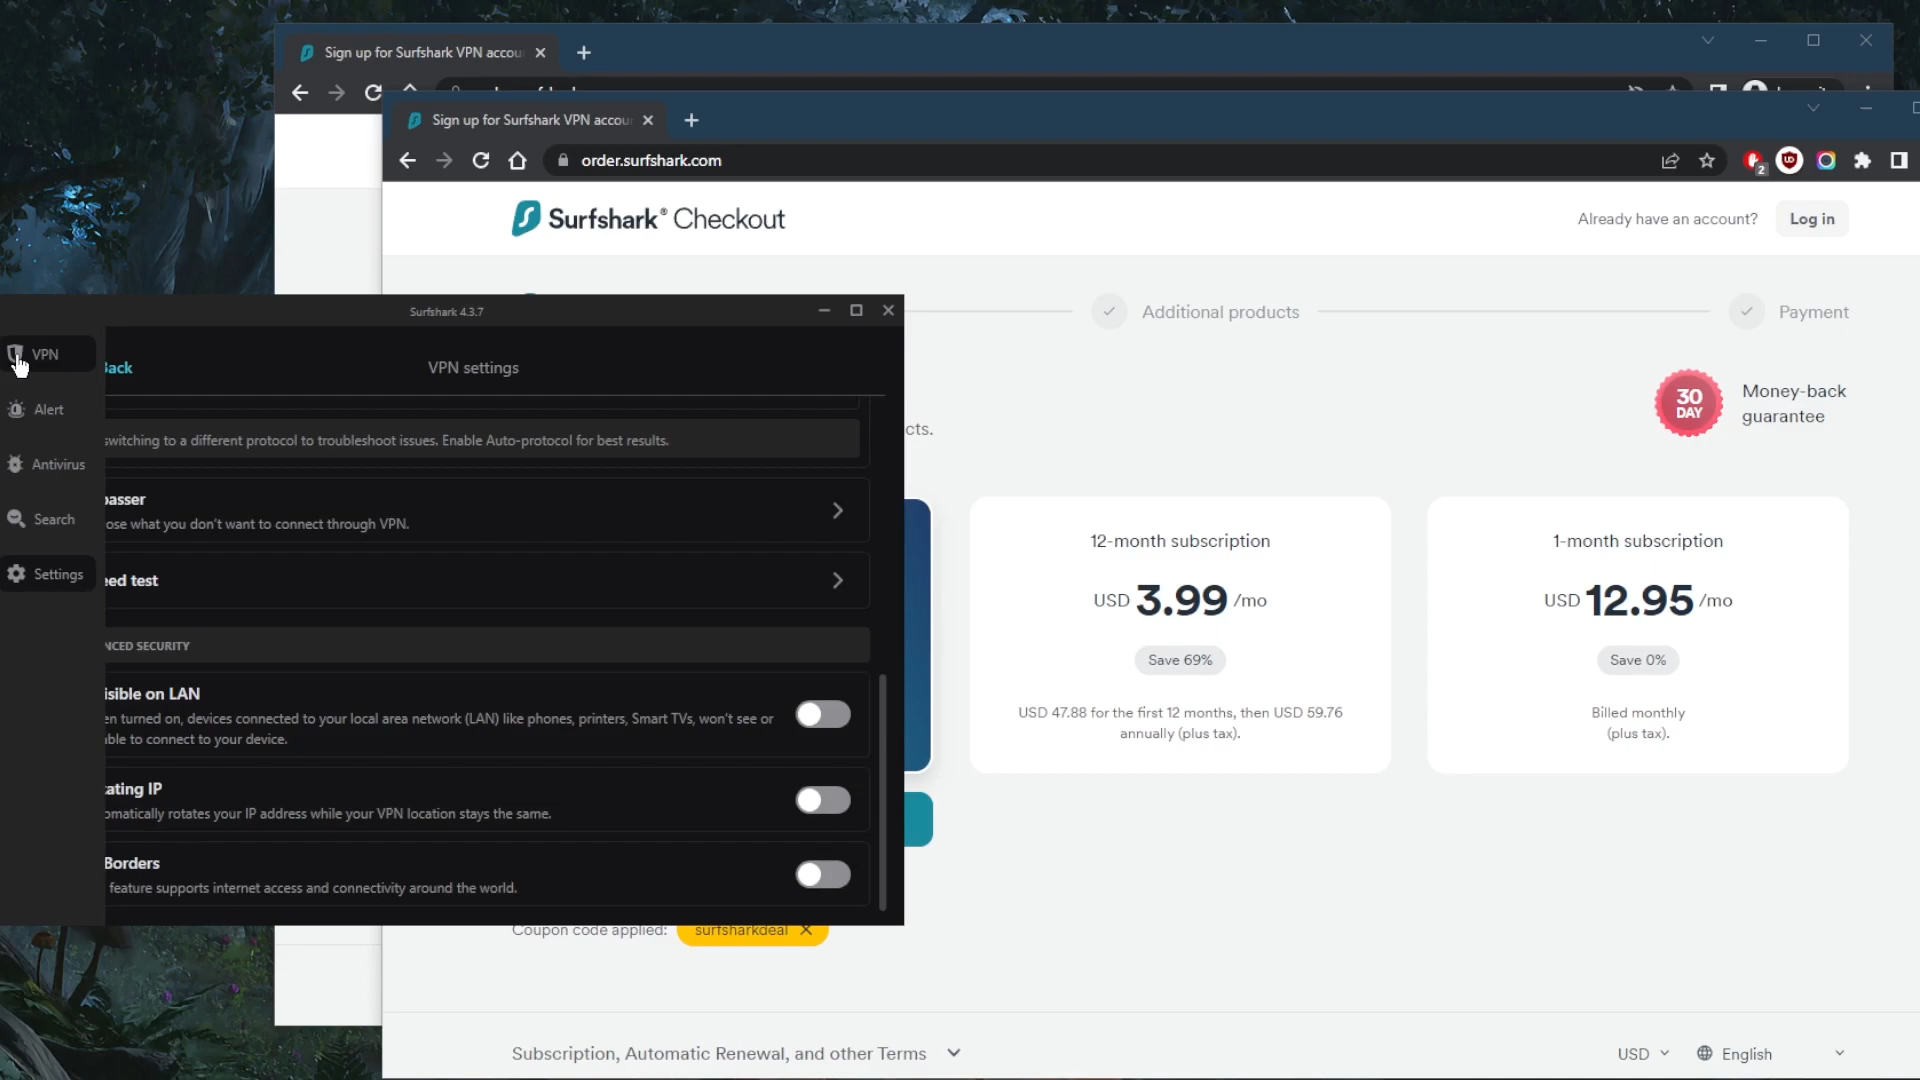 Sign up for Surfshark VPN accou
Sign up for Surfshark VPN accou
order.surfshark.com
2
Surfshark® Checkout
Already have an account?
Log in
Surfshark 4.3.7
Additional products
Payment
VPN
Back
VPN settings
30 DAY
Money-back
guarantee
Alert
switching to a different protocol to troubleshoot issues. Enable Auto-protocol for best results.
cts.
Antivirus
passer
ose what you don't want to connect through VPN.
Search
Settings
eed test
12-month subscription
USD 3.99 /mo
Save 69%
USD 47.88 for the first 12 months, then USD 59.76
annually (plus tax).
1-month subscription
USD 12.95 /mo
Save 0%
Billed monthly
(plus tax).
NCED SECURITY
isible on LAN
en turned on, devices connected to your local area network (LAN) like phones, printers, Smart TVs, won't see or
ble to connect to your device.
tating IP
omatically rotates your IP address while your VPN location stays the same.
Borders
feature supports internet access and connectivity around the world.
Coupon code applied:
surfsharkdeal
Subscription, Automatic Renewal, and other Terms
USD
English